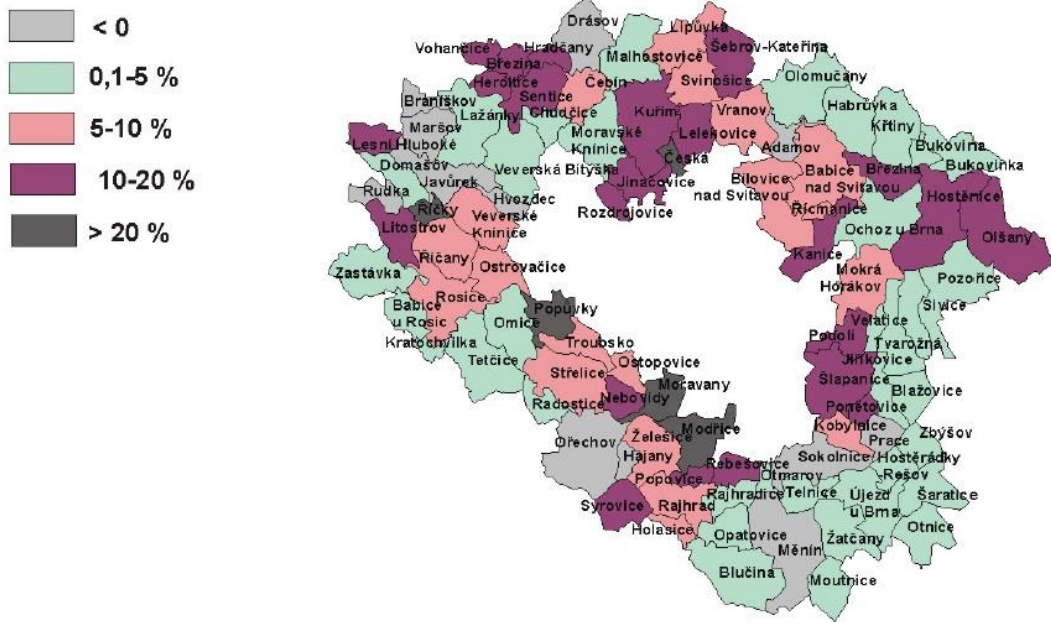 < 0
0,1-5 %
5-10 %
10-20 %
> 20 %
Drásov
Lipůvka
Vohančice
Hradčany
Malhostovice
Šebrov-Kateřina
Březina
Heroltice
Sentice
Čebín
Svinošice
Olomučany
Braníškov
Lažánky
Chudčice
Kuřim
Vranov
Habrůvka
Maršov
Moravské
Knínice
Lelekovice
Křtiny
Lesní
Hluboké
Adamov
Bukovina
Domašov
Česká
Babice
nad Svitavou
Březina
Bukovinka
Javůrek
Veverská Bítýška
Jinačovice
Bílovice
nad Svitavou
Hostěnice
Rudka
Hvozdec
Rozdrojovice
Řícmanice
Říčky
Veverské
Knínice
Ochoz u Brna
Olšany
Litostrov
Kanice
Říčany
Mokrá
Horákov
Pozořice
Zastávka
Ostrovačice
Rosice
Sivice
Babice
u Rosic
Popůvky
Velatice
Omice
Podolí
Tvarožná
Kratochvilka
Troubsko
Jiříkovice
Tetčice
Ostopovice
Střelice
Moravany
Šlapanice
Blažovice
Radostice
Nebovidy
Ponětovice
Modřice
Kobylnice
Zbýšov
Ořechov
Želešice
Prace
Hajany
Sokolnice
Hostěrádky
Rešov
Rebešovice
Otmarov
Popovice
Rajhradice
Telnice
Újezd
u Brna
Šaratice
Syrovice
Rajhrad
Holasice
Opatovice
Žatčany
Otnice
Měnín
Blučina
Moutnice